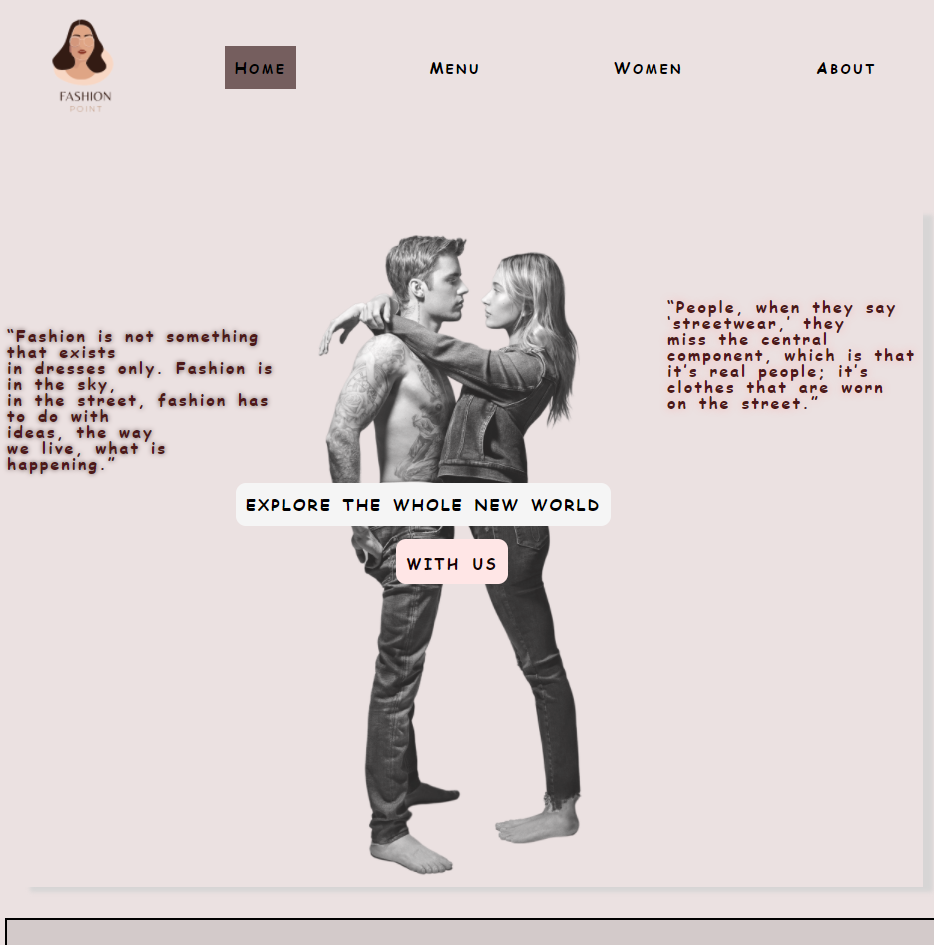 FASHION
POINT
Home
Menu
Women
About
“Fashion is not something
that exists
in dresses only. Fashion is
in the sky,
in the street, fashion has
to do with
ideas, the way
we live, what is
happening.”
“People, when they say
‘streetwear,’ they
miss the central
component, which is that
it’s real people; it’s
clothes that are worn
on the street.”
EXPLORE THE WHOLE NEW WORLD
WITH US